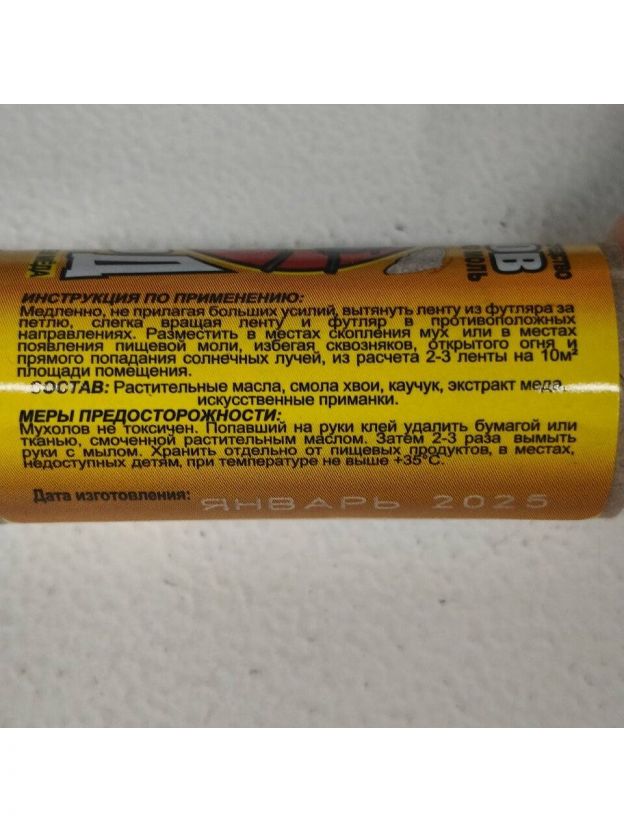 МЕДА
Д
ОВ
МОЛЬ
ИНСТРУКЦИЯ ПО ПРИМЕНЕНИЮ:
Медленно, не прилагая больших усилий, вытянуть ленту из футляра за
петлю, слегка вращая ленту и футляр в противоположных
направлениях. Разместить в местах скопления мух или в местах
появления пищевой моли, избегая сквозняков, открытого огня и
прямого попадания солнечных лучей, из расчета 2-3 ленты на 10м²
площади помещения.
СОСТАВ: Растительные масла, смола хвои, каучук, экстракт меда,
искусственные приманки.
МЕРЫ ПРЕДОСТОРОЖНОСТИ:
Мухолов не токсичен. Попавший на руки клей удалить бумагой или
тканью, смоченной растительным маслом. Затем 2-3 раза вымыть
руки с мылом. Хранить отдельно от пищевых продуктов, в местах,
недоступных детям, при температуре не выше +35°С.
Дата изготовления: ЯНВАРЬ 2025